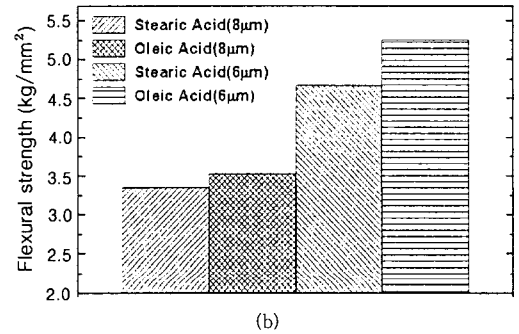 Flexural strength (kg/mm²)
5.5
5.0
4.5
4.0
3.5
3.0
2.5
2.0
Stearic Acid(8μm)
Oleic Acid(8μm)
Stearic Acid(6μm)
Oleic Acid(6μm)
(b)